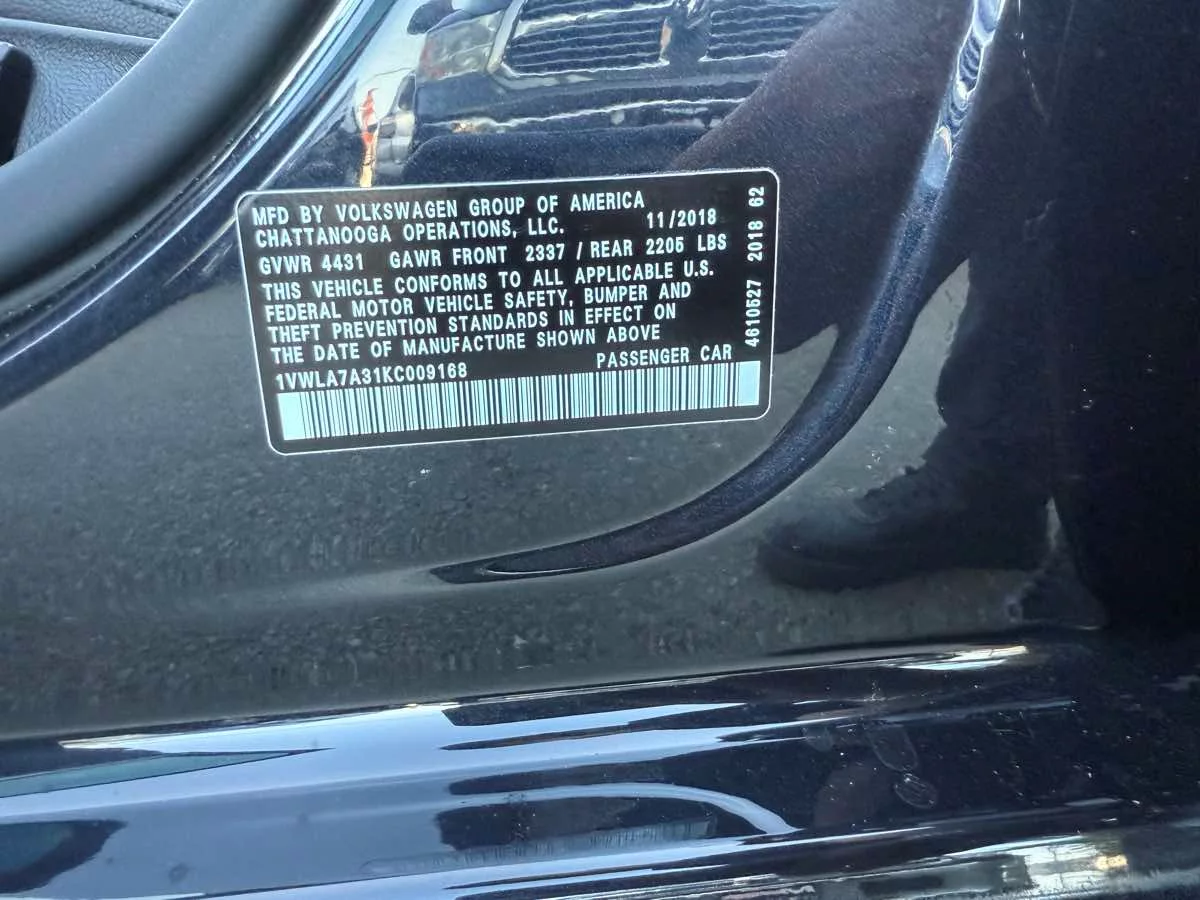 MFD BY VOLKSWAGEN GROUP OF AMERICA
CHATTANOOGA OPERATIONS, LLC. 11/2018
GVWR 4431 GAWR FRONT 2337 / REAR 2205 LBS
THIS VEHICLE CONFORMS TO ALL APPLICABLE U.S.
FEDERAL MOTOR VEHICLE SAFETY, BUMPER AND
THEFT PREVENTION STANDARDS IN EFFECT ON
THE DATE OF MANUFACTURE SHOWN ABOVE
1VWLA7A31KC009168 PASSENGER CAR
4610527 2018 62